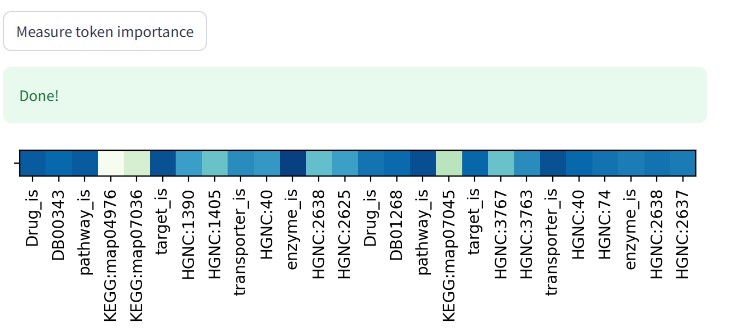 Measure token importance
Done!
Drug_is
DB00343
pathway_is
KEGG:map04976
KEGG:map07036
target_is
HGNC:1390
HGNC:1405
transporter_is
HGNC:40
enzyme_is
HGNC:2638
HGNC:2625
Drug_is
DB01268
pathway_is
KEGG:map07045
target_is
HGNC:3767
HGNC:3763
transporter_is
HGNC:40
HGNC:74
enzyme_is
HGNC:2638
HGNC:2637